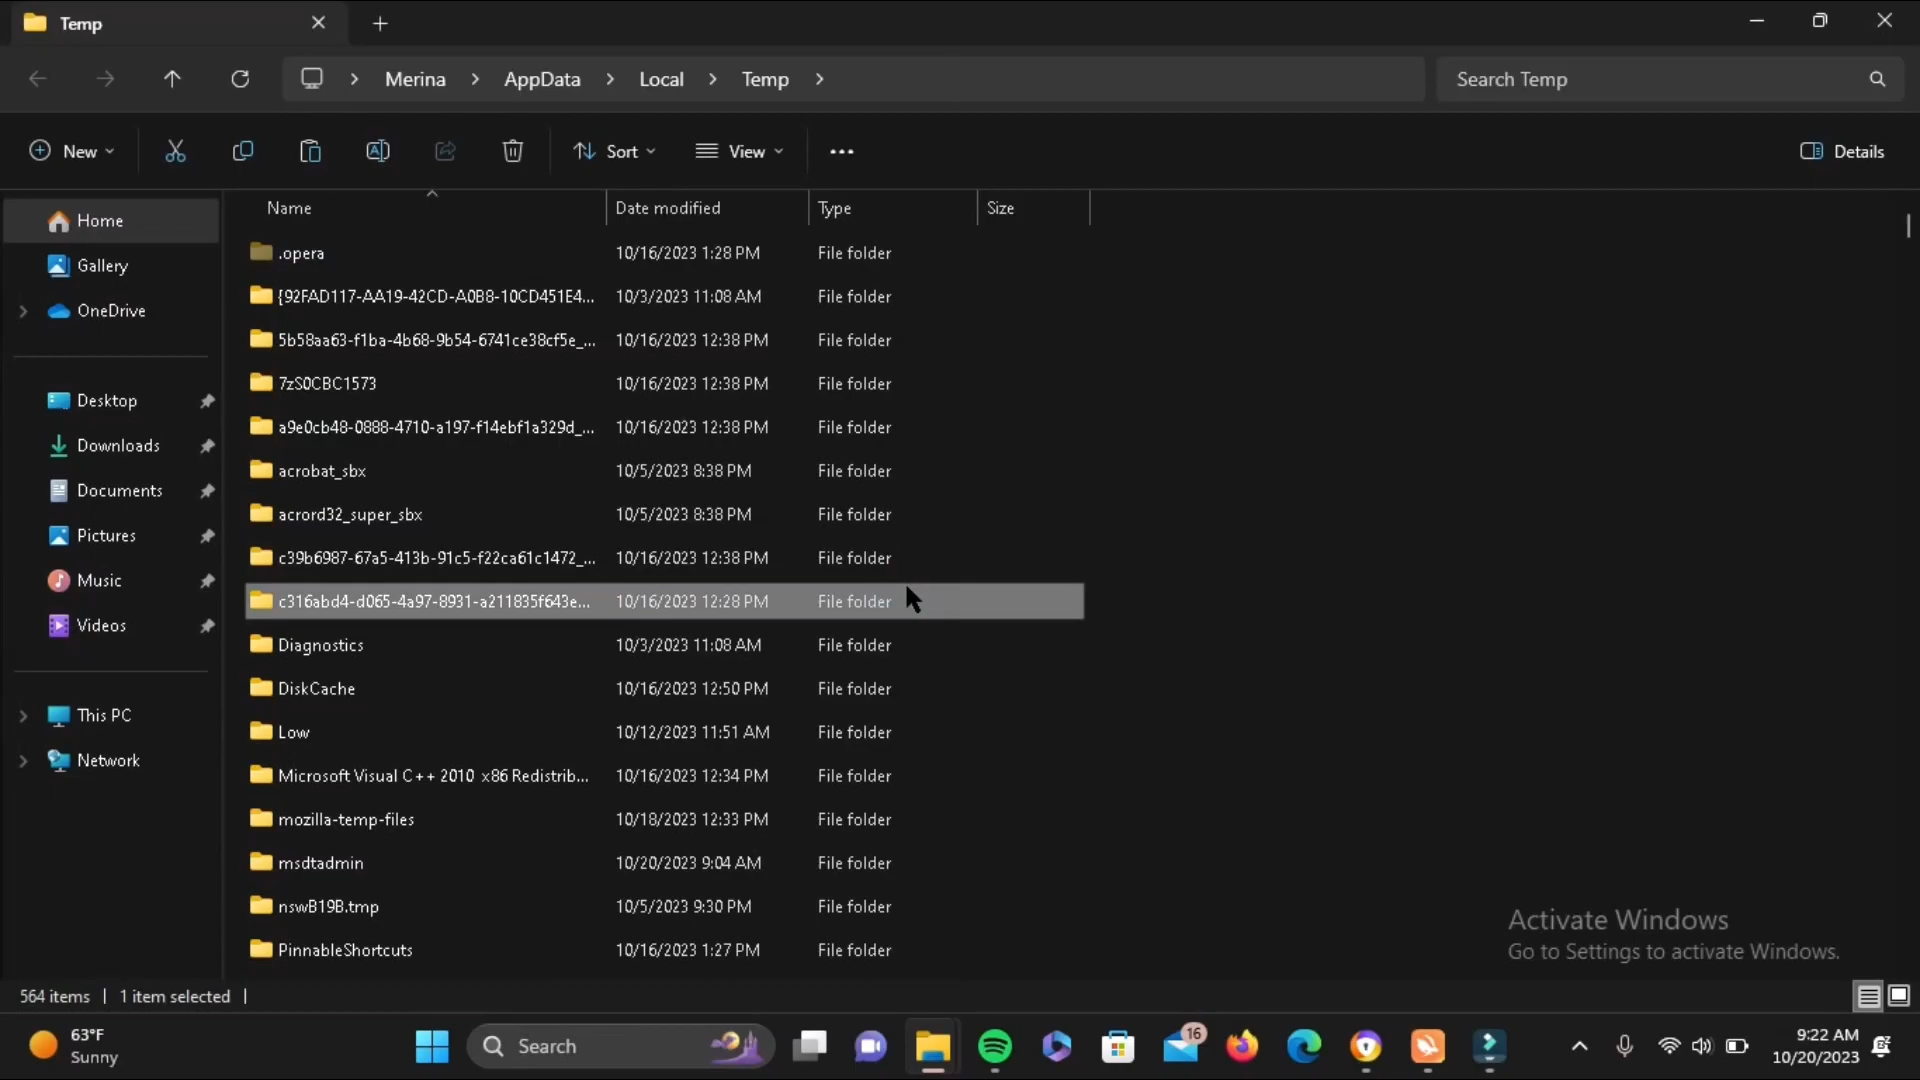 Temp
Merina > AppData > Local > Temp >
Search Temp
New
Sort
View
Details
Name Date modified Type Size
Home
Gallery
OneDrive
Desktop
Downloads
Documents
Pictures
Music
Videos
This PC
Network
.opera 10/16/2023 1:28 PM File folder
{92FAD117-AA19-42CD-A0B8-10CD451E4... 10/3/2023 11:08 AM File folder
5b58aa63-f1ba-4b68-9b54-6741ce38cf5e_... 10/16/2023 12:38 PM File folder
7zS0CBC1573 10/16/2023 12:38 PM File folder
a9e0cb48-0888-4710-a197-f14ebf1a329d_... 10/16/2023 12:38 PM File folder
acrobat_sbx 10/5/2023 8:38 PM File folder
acrord32_super_sbx 10/5/2023 8:38 PM File folder
c39b6987-67a5-413b-91c5-f22ca61c1472_... 10/16/2023 12:38 PM File folder
c316abd4-d065-4a97-8931-a211835f643e... 10/16/2023 12:28 PM File folder
Diagnostics 10/3/2023 11:08 AM File folder
DiskCache 10/16/2023 12:50 PM File folder
Low 10/12/2023 11:51 AM File folder
Microsoft Visual C++ 2010 x86 Redistrib... 10/16/2023 12:34 PM File folder
mozilla-temp-files 10/18/2023 12:33 PM File folder
msdtadmin 10/20/2023 9:04 AM File folder
nswB19B.tmp 10/5/2023 9:30 PM File folder
PinnableShortcuts 10/16/2023 1:27 PM File folder
Activate Windows
Go to Settings to activate Windows.
564 items | 1 item selected |
63°F
Sunny
Search
16
9:22 AM
10/20/2023